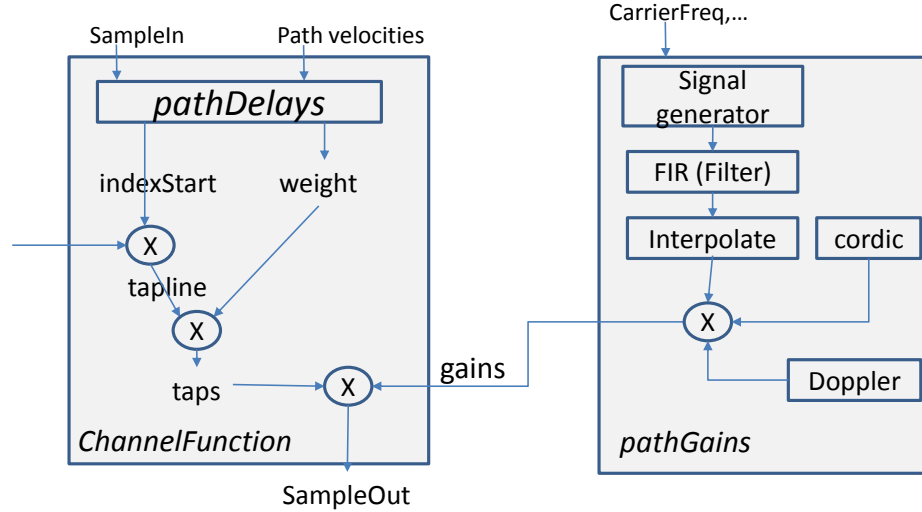 SampleIn
Path velocities
pathDelays
indexStart
weight
X
tapline
X
taps
X
gains
ChannelFunction
SampleOut
CarrierFreq,...
Signal
generator
FIR (Filter)
Interpolate
cordic
X
Doppler
pathGains